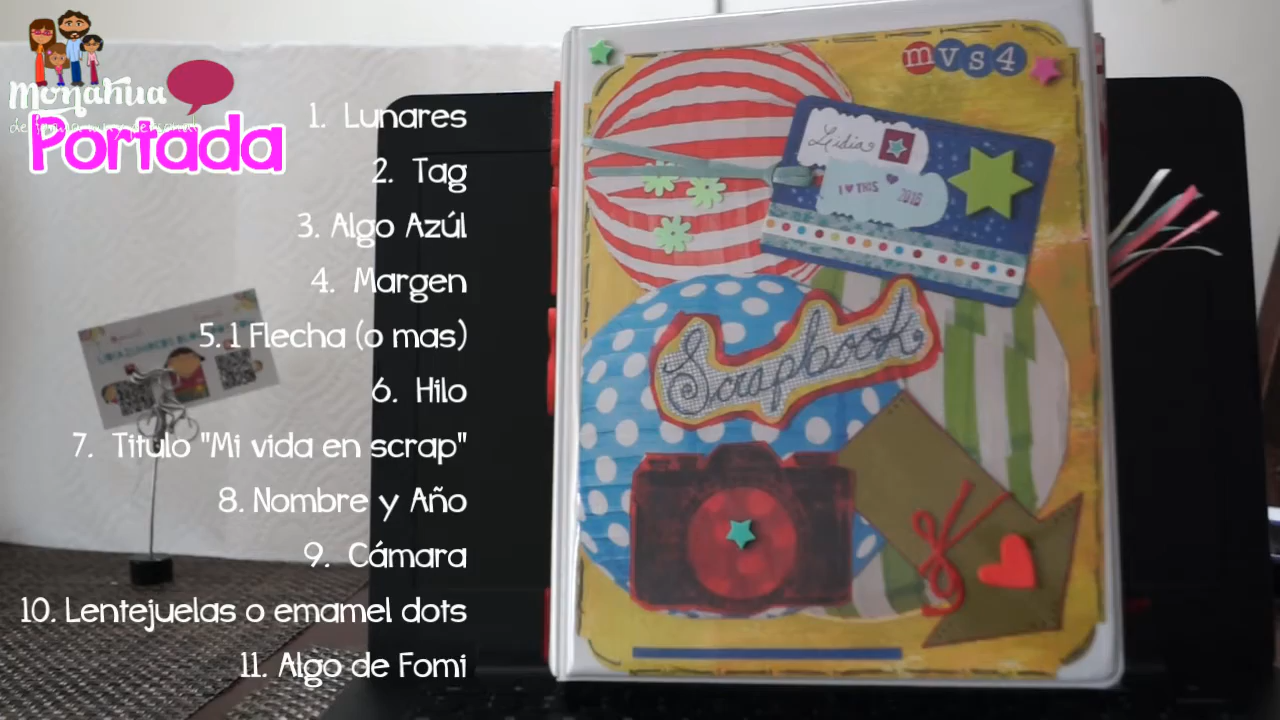 Monahua
Portada
1. Lunares
2. Tag
3. Algo Azúl
4. Margen
5. 1 Flecha (o mas)
6. Hilo
7. Titulo "Mi vida en scrap"
8. Nombre y Año
9. Cámara
10. Lentejuelas o emamel dots
11. Algo de Fomi
mvs4
Leidia
I ♥ THIS 2016
Scrapbook